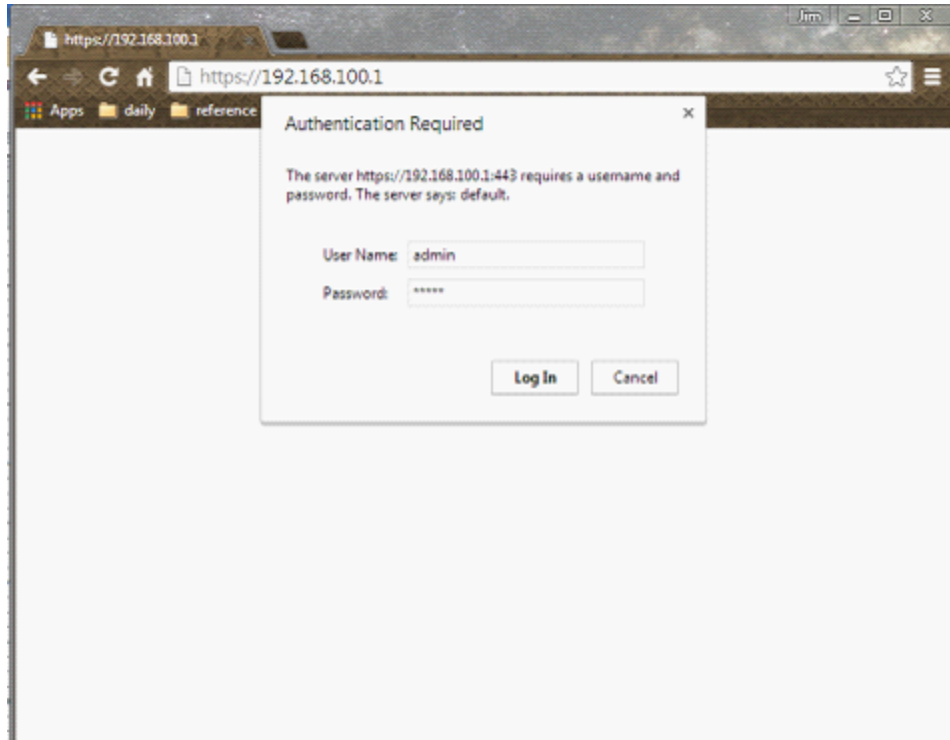 Jim
https://192.168.100.1
https://192.168.100.1
Apps daily reference
Authentication Required
The server https://192.168.100.1:443 requires a username and
password. The server says: default.
User Name: admin
Password: *****
Log In Cancel